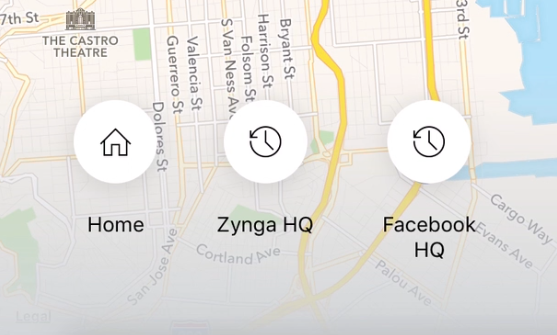 7th St
3rd St
THE CASTRO
THEATRE
Guerrero St
Valencia St
S Van Ness Ave
Folsom St
Harrison St
Bryant St
Dolores St
Home
Zynga HQ
Facebook
HQ
Cargo Way
Evans Ave
San Jose Ave
Cortland Ave
Palou Ave
Legal